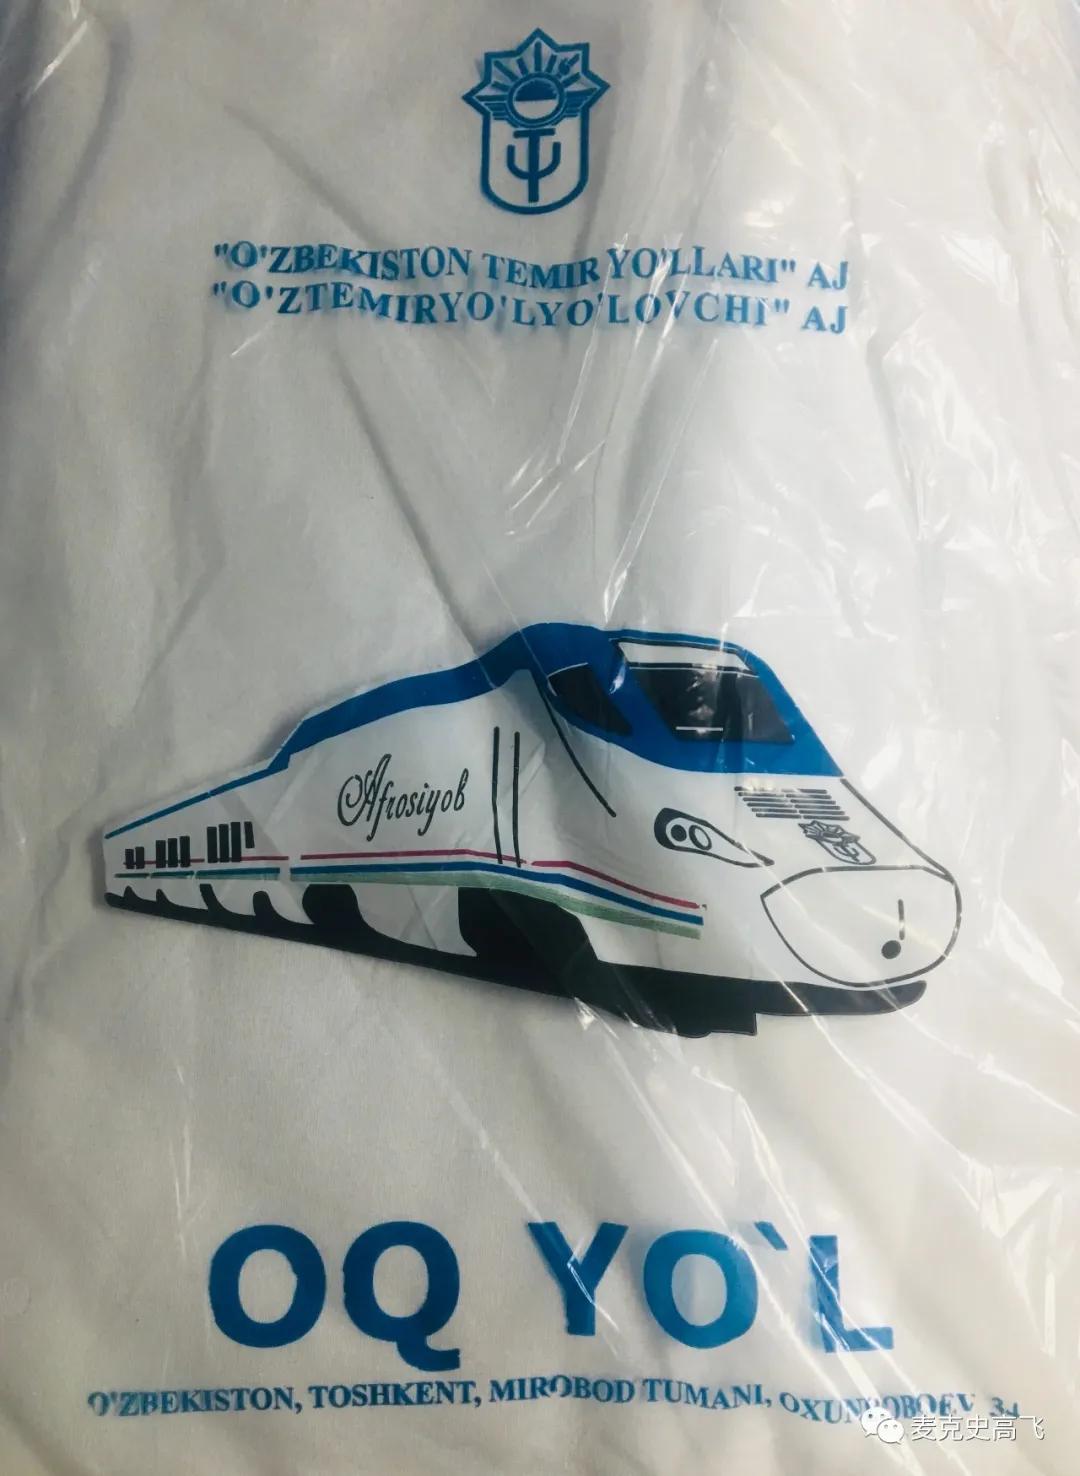 "O'ZBEKISTON TEMIR YO'LLARI" AJ
"O'ZTEMIRYO'LYO'LOVCHI" AJ
Afrosiyob
OQ YO`L
O'ZBEKISTON, TOSHKENT, MIROBOD TUMANI,
麦克史高飞